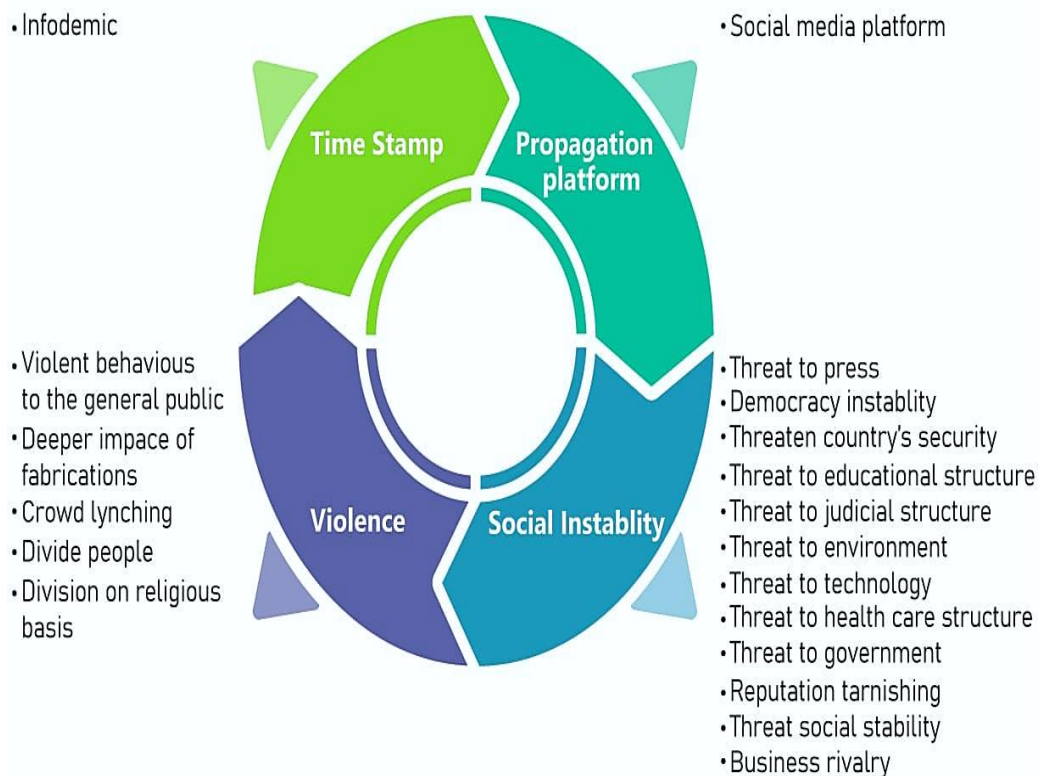 • Infodemic
• Social media platform
Time Stamp
Propagation
platform
• Violent behavious
to the general public
• Deeper impace of
fabrications
• Crowd lynching
• Divide people
• Division on religious
basis
Violence
Social Instablity
• Threat to press
• Democracy instablity
• Threaten country's security
• Threat to educational structure
• Threat to judicial structure
• Threat to environment
• Threat to technology
• Threat to health care structure
• Threat to government
• Reputation tarnishing
• Threat social stability
• Business rivalry